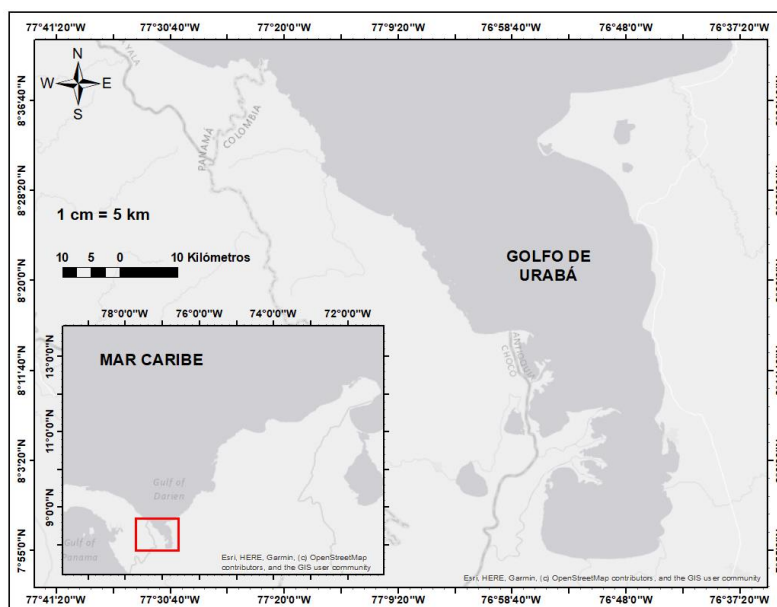 77°41'20"W 77°30'40"W 77°20'0"W 77°9'20"W 76°58'40"W 76°48'0"W 76°37'20"W
N
W E
S
8°36'40"N
PANAMÁ
COLOMBIA
8°28'20"N
1 cm = 5 km
10 5 0 10 Kilómetros
GOLFO DE
URABÁ
8°20'0"N
78°0'0"W 76°0'0"W 74°0'0"W 72°0'0"W
MAR CARIBE
13°0'0"N
11°0'0"N
9°0'0"N
Gulf of
Darien
Gulf of
Panama
Esri, HERE, Garmin, (c) OpenStreetMap
contributors, and the GIS user community
ANTIOQUIA
CHOCÓ
8°11'40"N
8°3'20"N
7°55'0"N
Esri, HERE, Garmin, (c) OpenStreetMap contributors, and the GIS user community
77°41'20"W 77°30'40"W 77°20'0"W 77°9'20"W 76°58'40"W 76°48'0"W 76°37'20"W